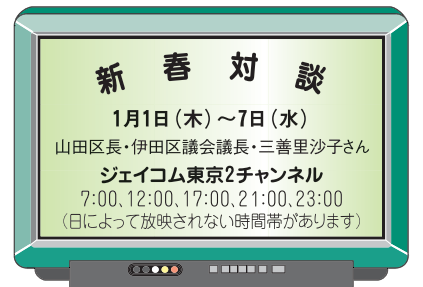 新春対談
1月1日（木）～7日（水）
山田区長・伊田区議会議長・三善里沙子さん
ジェイコム東京2チャンネル
7:00、12:00、17:00、21:00、23:00
（日によって放映されない時間帯があります）